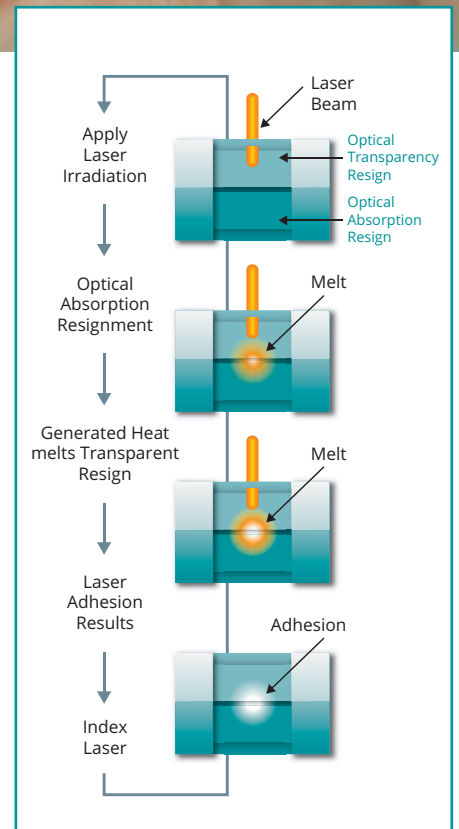 Apply
Laser
Irradiation
Laser
Beam
Optical
Transparency
Resign
Optical
Absorption
Resign
Optical
Absorption
Resignment
Melt
Generated Heat
melts Transparent
Resign
Melt
Laser
Adhesion
Results
Adhesion
Index
Laser